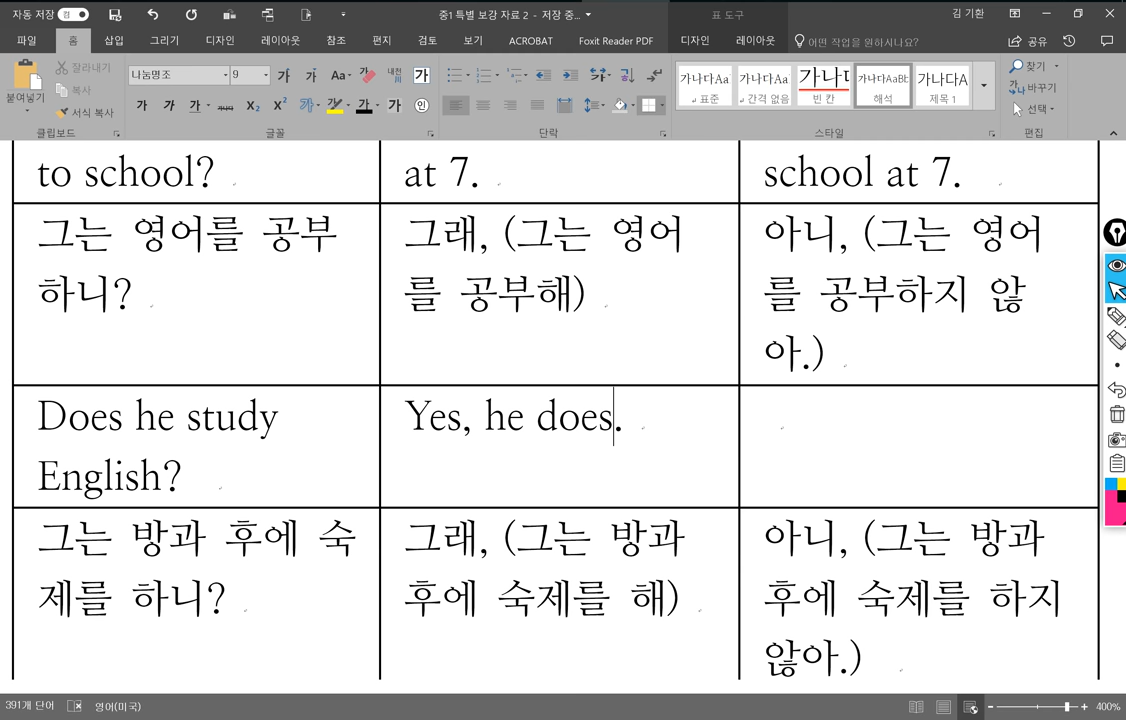 자동 저장 컴
중1 특별 보강 자료 2 - 저장 중...
표 도구
김 기환
파일 홈 삽입 그리기 디자인 레이아웃 참조 편지 검토 보기 ACROBAT Foxit Reader PDF 디자인 레이아웃 어떤 작업을 원하시나요? 공유
붙여넣기
잘라내기
복사
서식 복사
클립보드
나눔명조 9
글꼴
단락
가나다Aa 가나다Aa 가나 가나다AaBb 가나다A
표준 간격 없음 빈 칸 해석 제목 1
스타일
찾기
바꾸기
선택
편집
to school?
at 7.
school at 7.
그는 영어를 공부
하니?
그래, (그는 영어
를 공부해)
아니, (그는 영어
를 공부하지 않
아.)
Does he study
English?
Yes, he does.
그는 방과 후에 숙
제를 하니?
그래, (그는 방과
후에 숙제를 해)
아니, (그는 방과
후에 숙제를 하지
않아.)
391개 단어 영어(미국) 400%